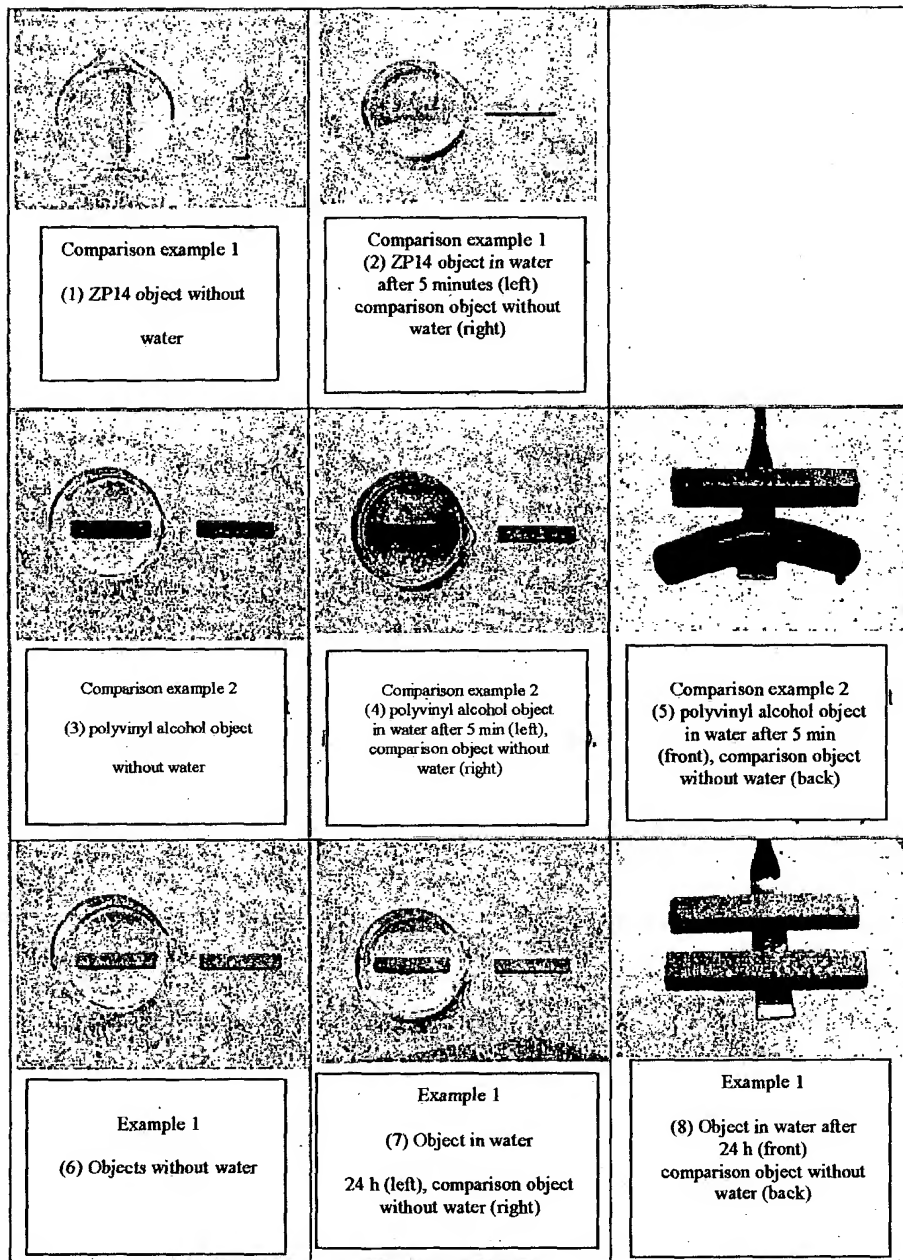 Comparison example 1
(1) ZP14 object without
water
Comparison example 1
(2) ZP14 object in water
after 5 minutes (left)
comparison object without
water (right)
Comparison example 2
(3) polyvinyl alcohol object
without water
Comparison example 2
(4) polyvinyl alcohol object
in water after 5 min (left),
comparison object without
water (right)
Comparison example 2
(5) polyvinyl alcohol object
in water after 5 min
(front), comparison object
without water (back)
Example 1
(6) Objects without water
Example 1
(7) Object in water
24 h (left), comparison object
without water (right)
Example 1
(8) Object in water after
24 h (front)
comparison object without
water (back)